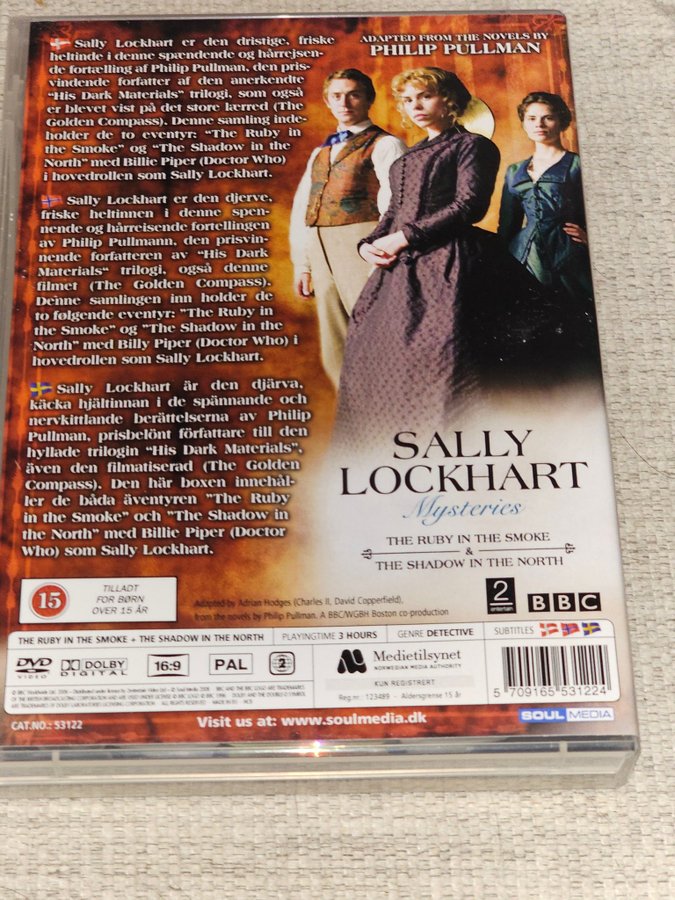 Sally Lockhart er den dristige, friske
heltinde i denne spændende og hårrejsen-
de fortælling af Philip Pullman, den pris-
vindende forfatter af den anerkendte
"His Dark Materials" trilogi, som også
er blevet vist på det store lærred (The
Golden Compass). Denne samling inde-
holder de to eventyr: "The Ruby in
the Smoke" og "The Shadow in the
North" med Billie Piper (Doctor Who)
i hovedrollen som Sally Lockhart.
Sally Lockhart er den djerve,
friske heltinnen i denne spen-
nende og hårreisende fortellingen
av Philip Pullmann, den prisvin-
nende forfatteren av "His Dark
Materials" trilogi, også denne
filmet (The Golden Compass).
Denne samlingen inn holder de
to følgende eventyr: "The Ruby in
the Smoke" og "The Shadow in the
North" med Billy Piper (Doctor Who) i
hovedrollen som Sally Lockhart.
Sally Lockhart är den djärva,
käcka hjältinnan i de spännande och
nervkittlande berättelserna av Philip
Pullman, prisbelönt författare till den
hyllade trilogin "His Dark Materials",
även den filmatiserad (The Golden
Compass). Den här boxen innehål-
ler de båda äventyren "The Ruby
in the Smoke" och "The Shadow in
the North" med Billie Piper (Doctor
Who) som Sally Lockhart.
ADAPTED FROM THE NOVELS BY
PHILIP PULLMAN
SALLY
LOCKHART
Mysteries
THE RUBY IN THE SMOKE
&
THE SHADOW IN THE NORTH
15
TILLADT
FOR BØRN
OVER 15 ÅR
Adapted by Adrian Hodges (Charles II, David Copperfield),
from the novels by Philip Pullman. A BBC/WGBH Boston co-production
2 entertain
BBC
THE RUBY IN THE SMOKE + THE SHADOW IN THE NORTH
PLAYINGTIME 3 HOURS
GENRE DETECTIVE
SUBTITLES
DVD VIDEO
DOLBY DIGITAL
16:9
PAL
2
Medietilsynet
NORWEGIAN MEDIA AUTHORITY
KUN REGISTRERT
Reg.nr.: 123489 - Aldersgrense 15 år
5 709165 531224
CAT.NO.: 53122
Visit us at: www.soulmedia.dk
SOUL MEDIA